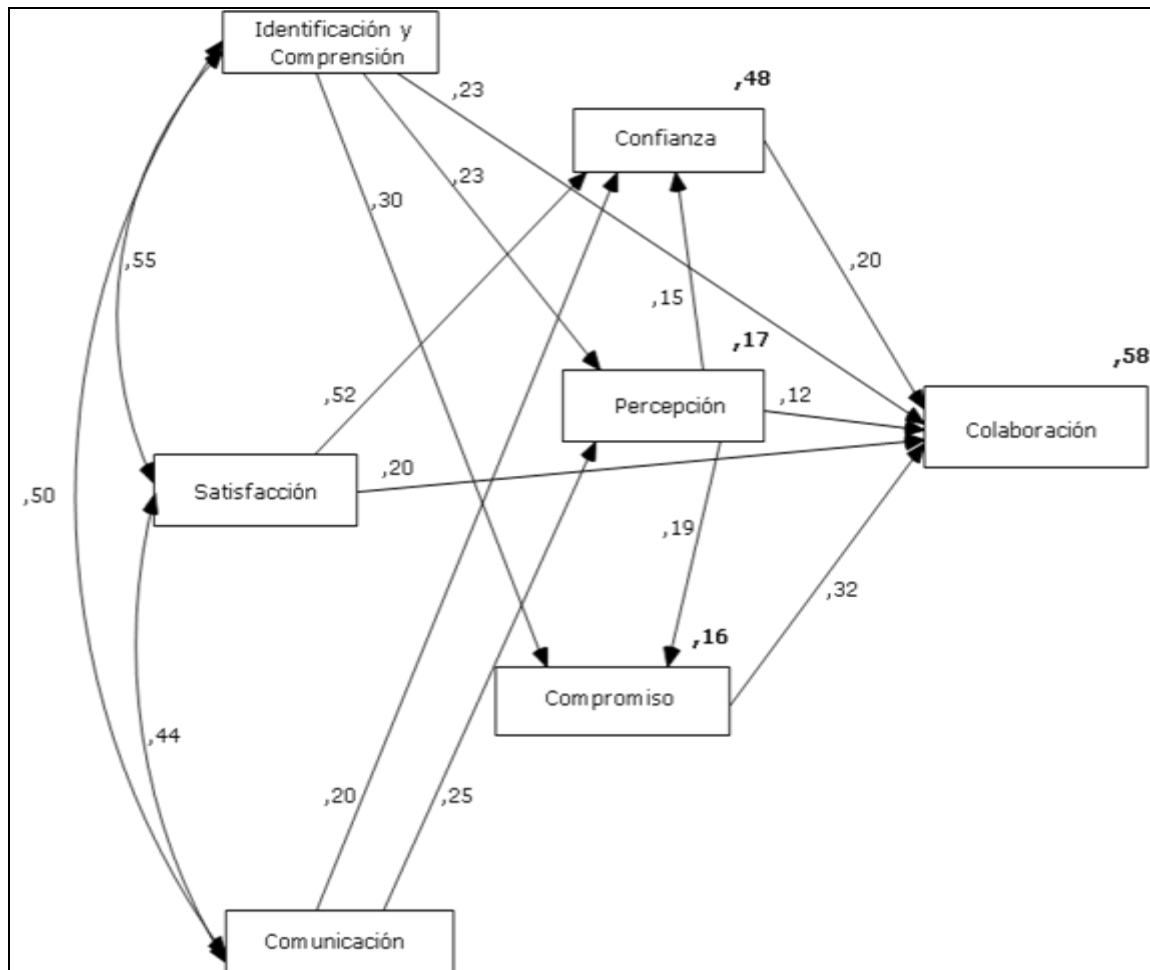 Identificación y
Comprensión
,48
,23
Confianza
,23
,30
,55
,20
,15
,17
,58
,52
Percepción
,12
Colaboración
,20
Satisfacción
,50
,19
,32
,16
Compromiso
,44
,20
,25
Comunicación